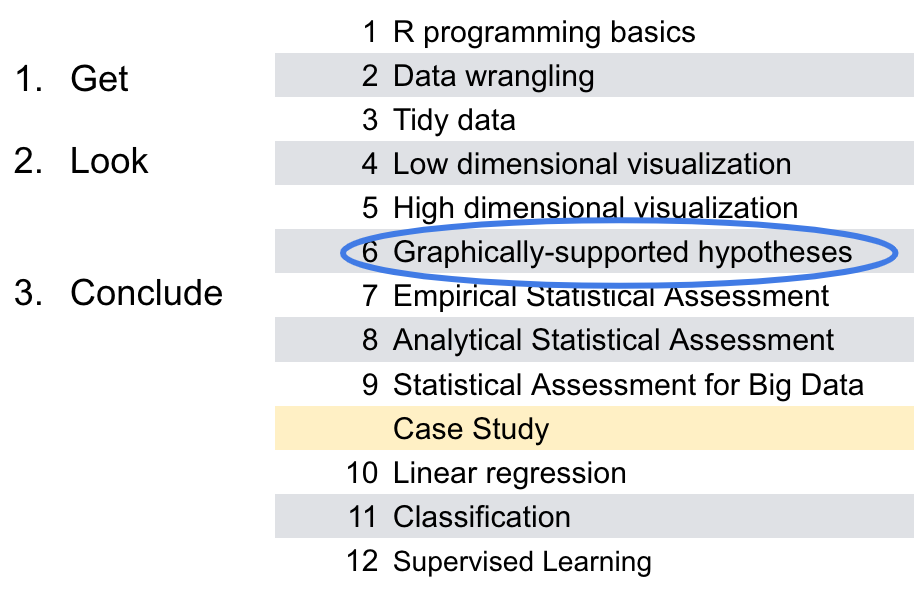 1 R programming basics
1. Get
2 Data wrangling
3 Tidy data
2. Look
4 Low dimensional visualization
5 High dimensional visualization
6 Graphically-supported hypotheses
3. Conclude
7 Empirical Statistical Assessment
8 Analytical Statistical Assessment
9 Statistical Assessment for Big Data
Case Study
10 Linear regression
11 Classification
12 Supervised Learning